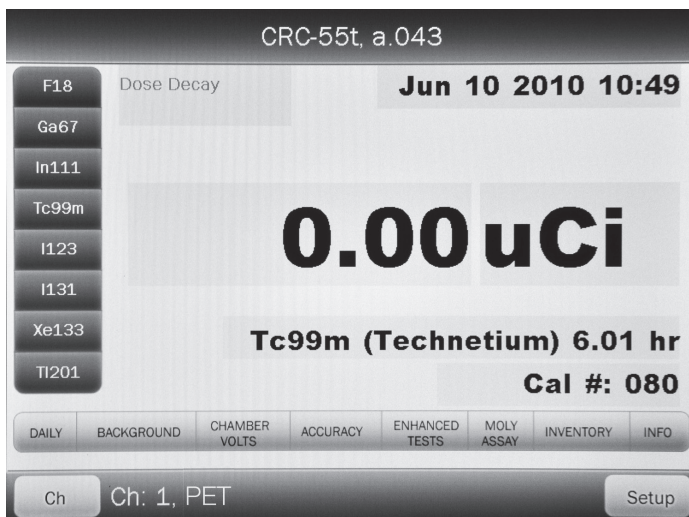 CRC-55t, a.043
F18
Dose Decay
Jun 10 2010 10:49
Ga67
In111
Tc99m
I123
I131
Xe133
Tl201
0.00 uCi
Tc99m (Technetium) 6.01 hr
Cal #: 080
DAILY
BACKGROUND
CHAMBER
VOLTS
ACCURACY
ENHANCED
TESTS
MOLY
ASSAY
INVENTORY
INFO
Ch
Ch: 1, PET
Setup